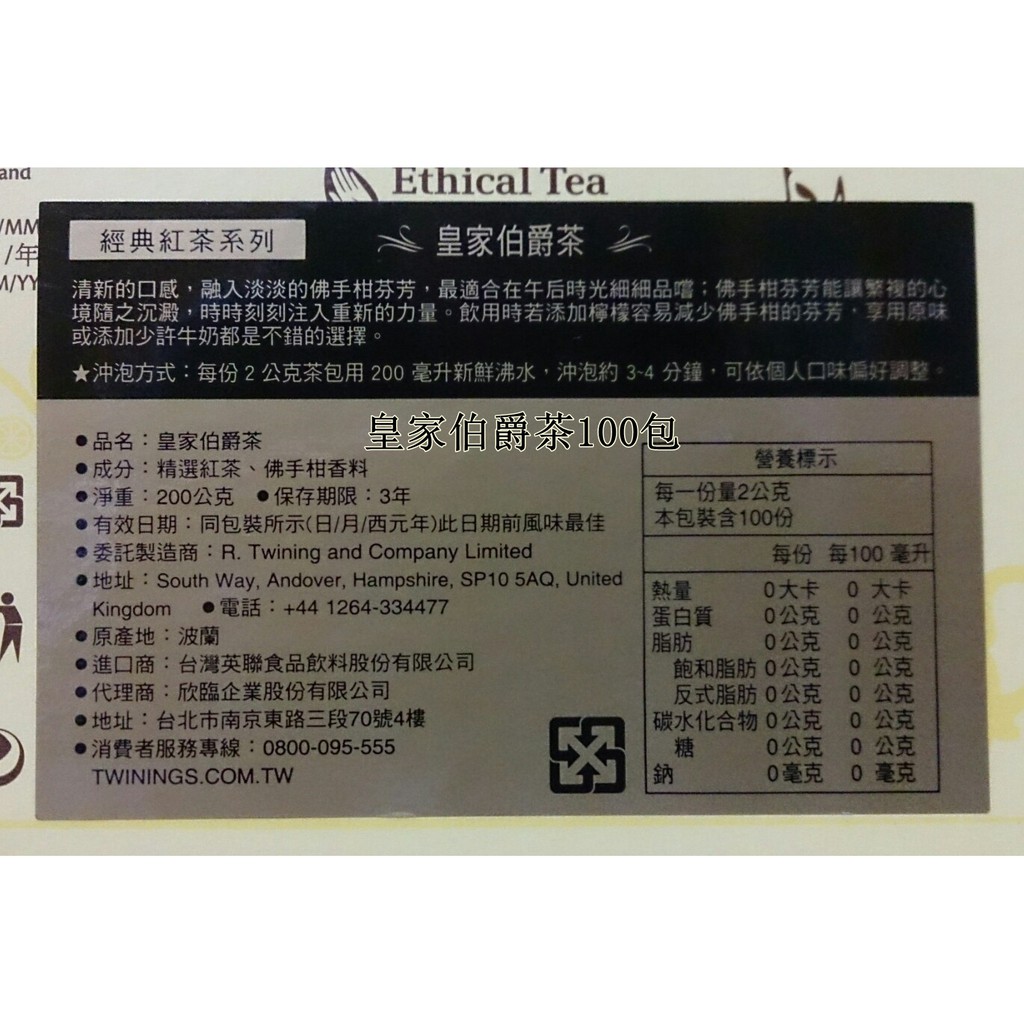 and
Ethical Tea
/MM
/年
M/YY
經典紅茶系列
皇家伯爵茶
清新的口感，融入淡淡的佛手柑芬芳，最適合在午后時光細細品嚐；佛手柑芬芳能讓繁複的心
境隨之沉澱，時時刻刻注入重新的力量。飲用時若添加檸檬容易減少佛手柑的芬芳，享用原味
或添加少許牛奶都是不錯的選擇。
★沖泡方式：每份 2 公克茶包用 200 毫升新鮮沸水，沖泡約 3-4 分鐘，可依個人口味偏好調整。
皇家伯爵茶100包
●品名：皇家伯爵茶
●成分：精選紅茶、佛手柑香料
●淨重：200公克 ●保存期限：3年
●有效日期：同包裝所示(日/月/西元年)此日期前風味最佳
●委託製造商：R. Twining and Company Limited
●地址：South Way, Andover, Hampshire, SP10 5AQ, United
Kingdom ●電話：+44 1264-334477
●原產地：波蘭
●進口商：台灣英聯食品飲料股份有限公司
●代理商：欣臨企業股份有限公司
●地址：台北市南京東路三段70號4樓
●消費者服務專線：0800-095-555
TWININGS.COM.TW
營養標示
每一份量2公克
本包裝含100份
每份 每100 毫升
熱量 0大卡 0 大卡
蛋白質 0公克 0 公克
脂肪 0公克 0 公克
飽和脂肪 0公克 0 公克
反式脂肪 0公克 0 公克
碳水化合物 0公克 0 公克
糖 0公克 0 公克
鈉 0毫克 0 毫克